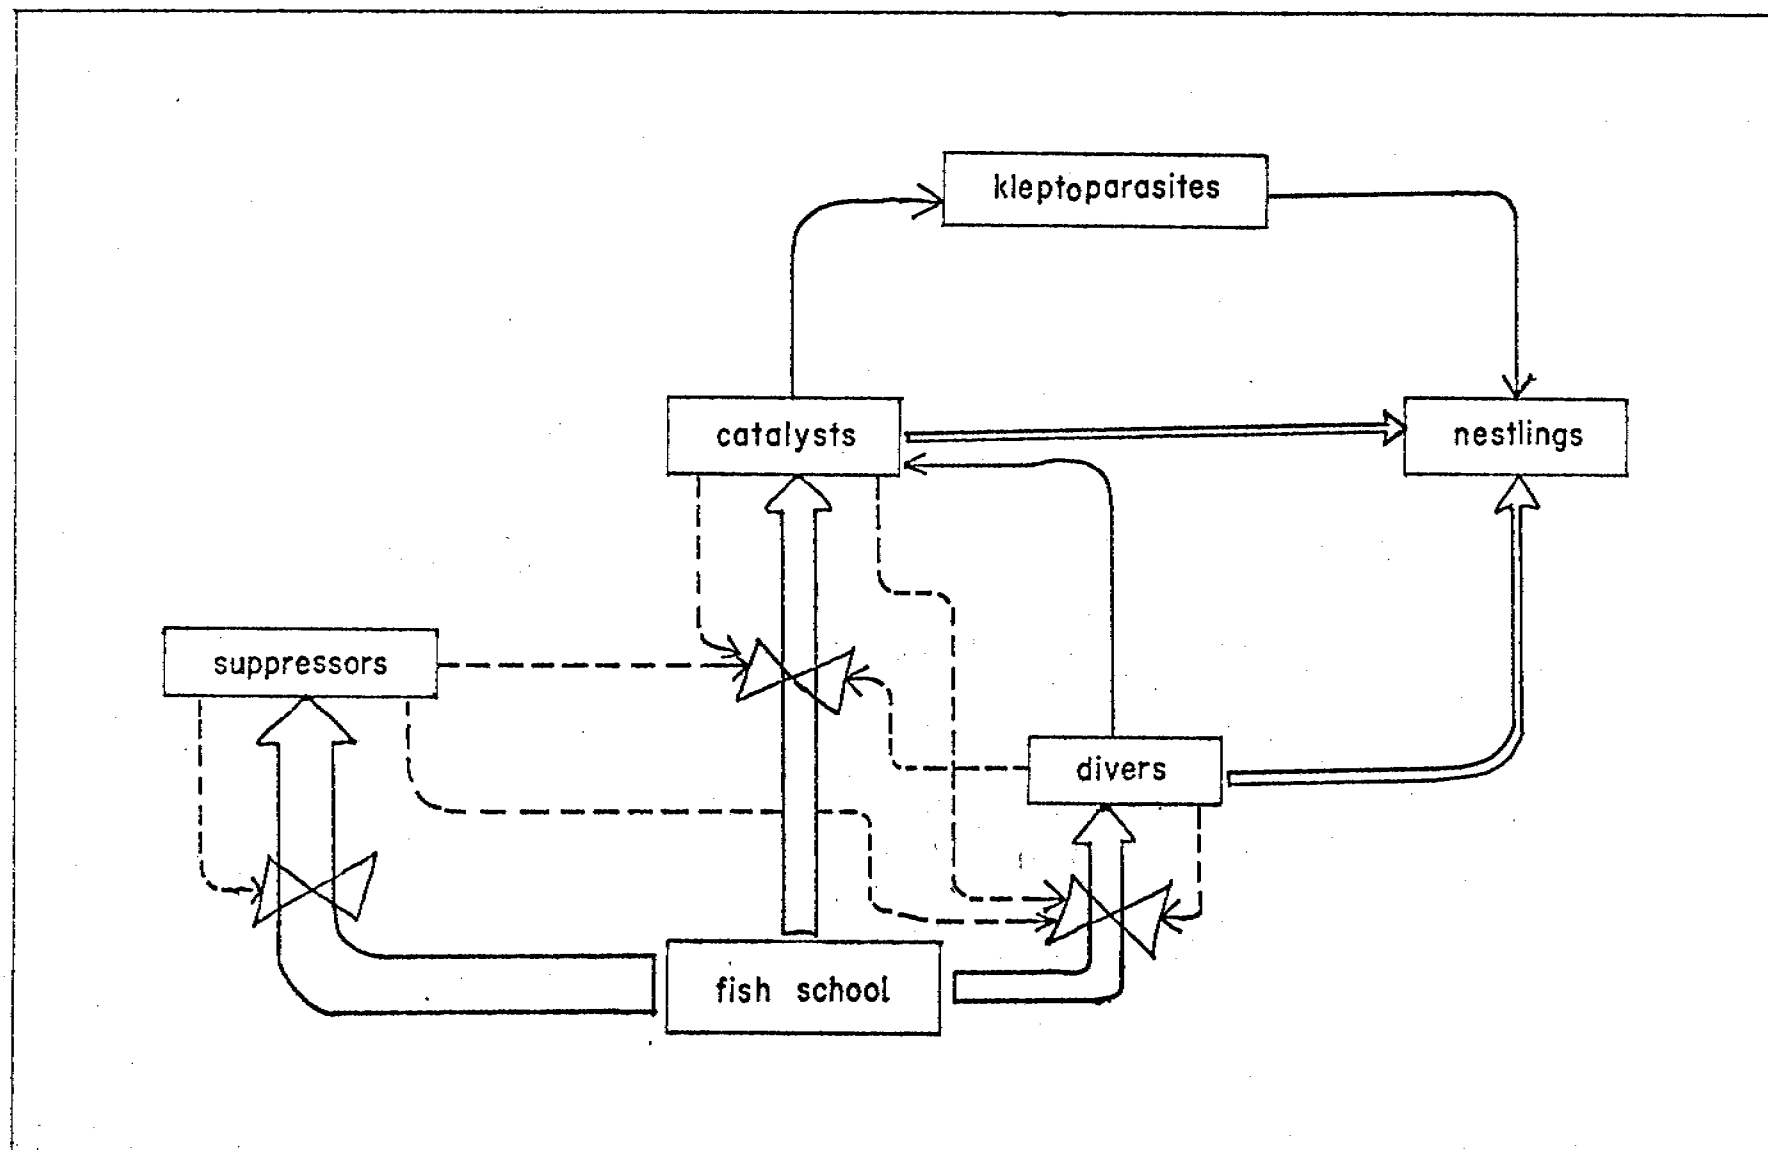 kleptoparasites
catalysts
nestlings
suppressors
divers
fish school